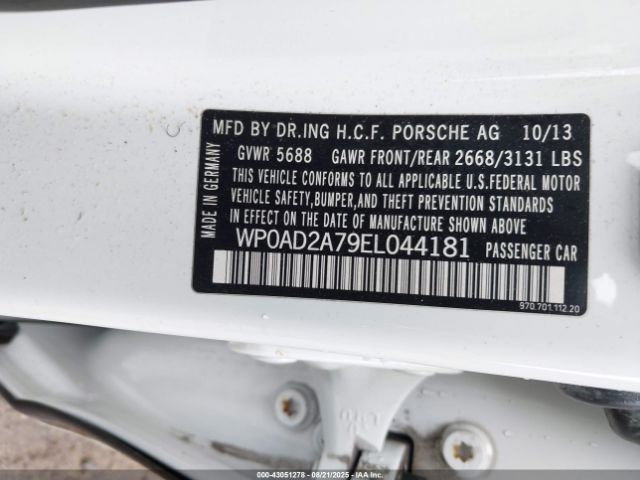 MFD BY DR.ING H.C.F. PORSCHE AG 10/13
GVWR 5688 GAWR FRONT/REAR 2668/3131 LBS
THIS VEHICLE CONFORMS TO ALL APPLICABLE U.S.FEDERAL MOTOR
VEHICLE SAFETY,BUMPER,AND THEFT PREVENTION STANDARDS
IN EFFECT ON THE DATE OF MANUFACTURE SHOWN ABOVE
WP0AD2A79EL044181 PASSENGER CAR
MADE IN GERMANY
970.701.112.20
000-43051278 - 08/21/2025 - IAA Inc.